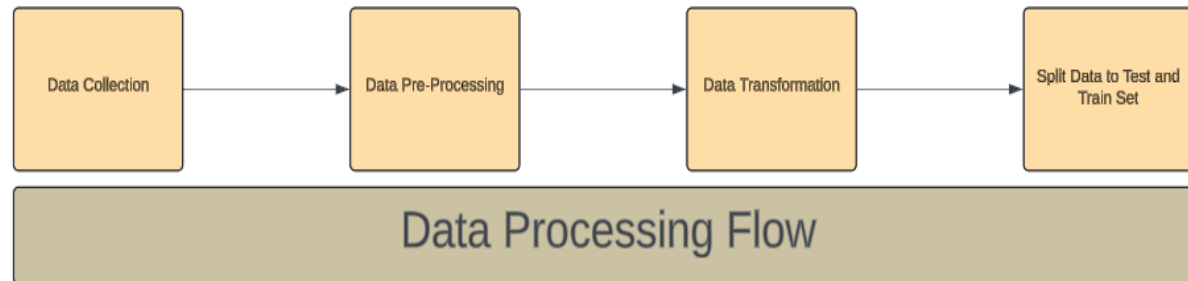 Data Collection
Data Pre-Processing
Data Transformation
Split Data to Test and
Train Set
Data Processing Flow